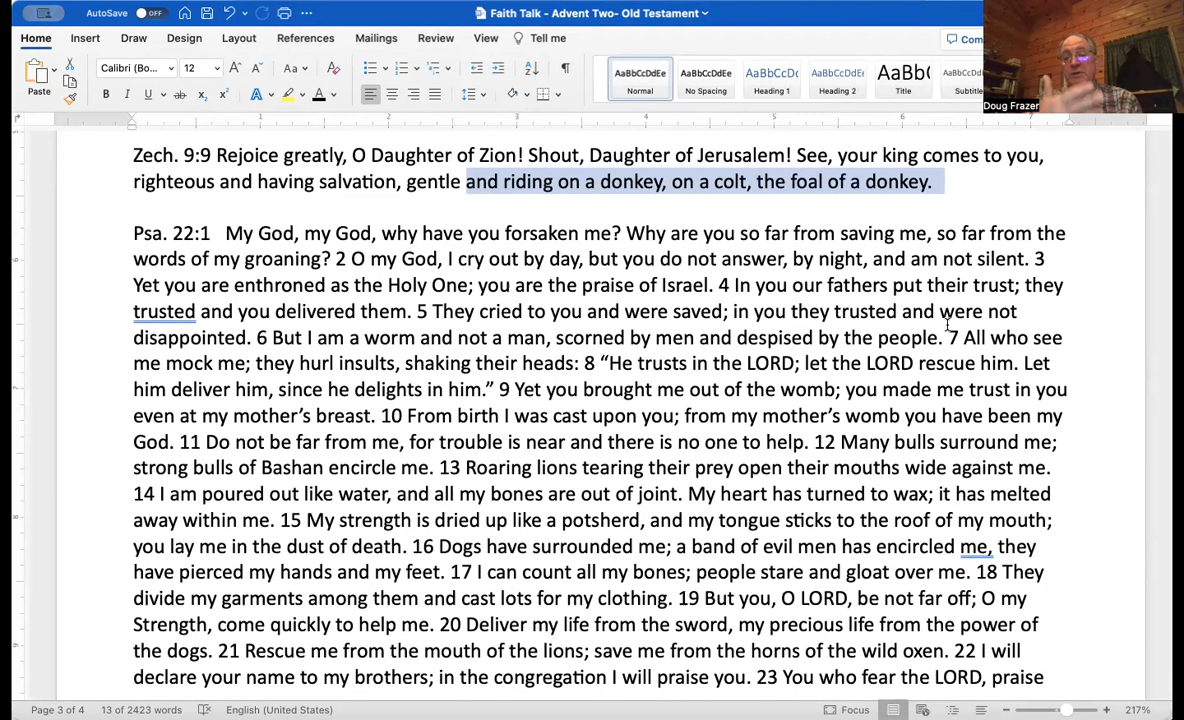 AutoSave OFF
Faith Talk - Advent Two- Old Testament
Home Insert Draw Design Layout References Mailings Review View Tell me
Paste
Calibri (Bo... 12
AaBbCcDdEe AaBbCcDdEe AaBbCcDc AaBbCcDdEe AaBb
Normal No Spacing Heading 1 Heading 2 Title Subtitle
Doug Frazer
1 2 3 4 5 6 7
Zech. 9:9 Rejoice greatly, O Daughter of Zion! Shout, Daughter of Jerusalem! See, your king comes to you,
righteous and having salvation, gentle and riding on a donkey, on a colt, the foal of a donkey.
Psa. 22:1 My God, my God, why have you forsaken me? Why are you so far from saving me, so far from the
words of my groaning? 2 O my God, I cry out by day, but you do not answer, by night, and am not silent. 3
Yet you are enthroned as the Holy One; you are the praise of Israel. 4 In you our fathers put their trust; they
trusted and you delivered them. 5 They cried to you and were saved; in you they trusted and were not
disappointed. 6 But I am a worm and not a man, scorned by men and despised by the people. 7 All who see
me mock me; they hurl insults, shaking their heads: 8 “He trusts in the LORD; let the LORD rescue him. Let
him deliver him, since he delights in him.” 9 Yet you brought me out of the womb; you made me trust in you
even at my mother’s breast. 10 From birth I was cast upon you; from my mother’s womb you have been my
God. 11 Do not be far from me, for trouble is near and there is no one to help. 12 Many bulls surround me;
strong bulls of Bashan encircle me. 13 Roaring lions tearing their prey open their mouths wide against me.
14 I am poured out like water, and all my bones are out of joint. My heart has turned to wax; it has melted
away within me. 15 My strength is dried up like a potsherd, and my tongue sticks to the roof of my mouth;
you lay me in the dust of death. 16 Dogs have surrounded me; a band of evil men has encircled me, they
have pierced my hands and my feet. 17 I can count all my bones; people stare and gloat over me. 18 They
divide my garments among them and cast lots for my clothing. 19 But you, O LORD, be not far off; O my
Strength, come quickly to help me. 20 Deliver my life from the sword, my precious life from the power of
the dogs. 21 Rescue me from the mouth of the lions; save me from the horns of the wild oxen. 22 I will
declare your name to my brothers; in the congregation I will praise you. 23 You who fear the LORD, praise
Page 3 of 4 13 of 2423 words English (United States) Focus 217%